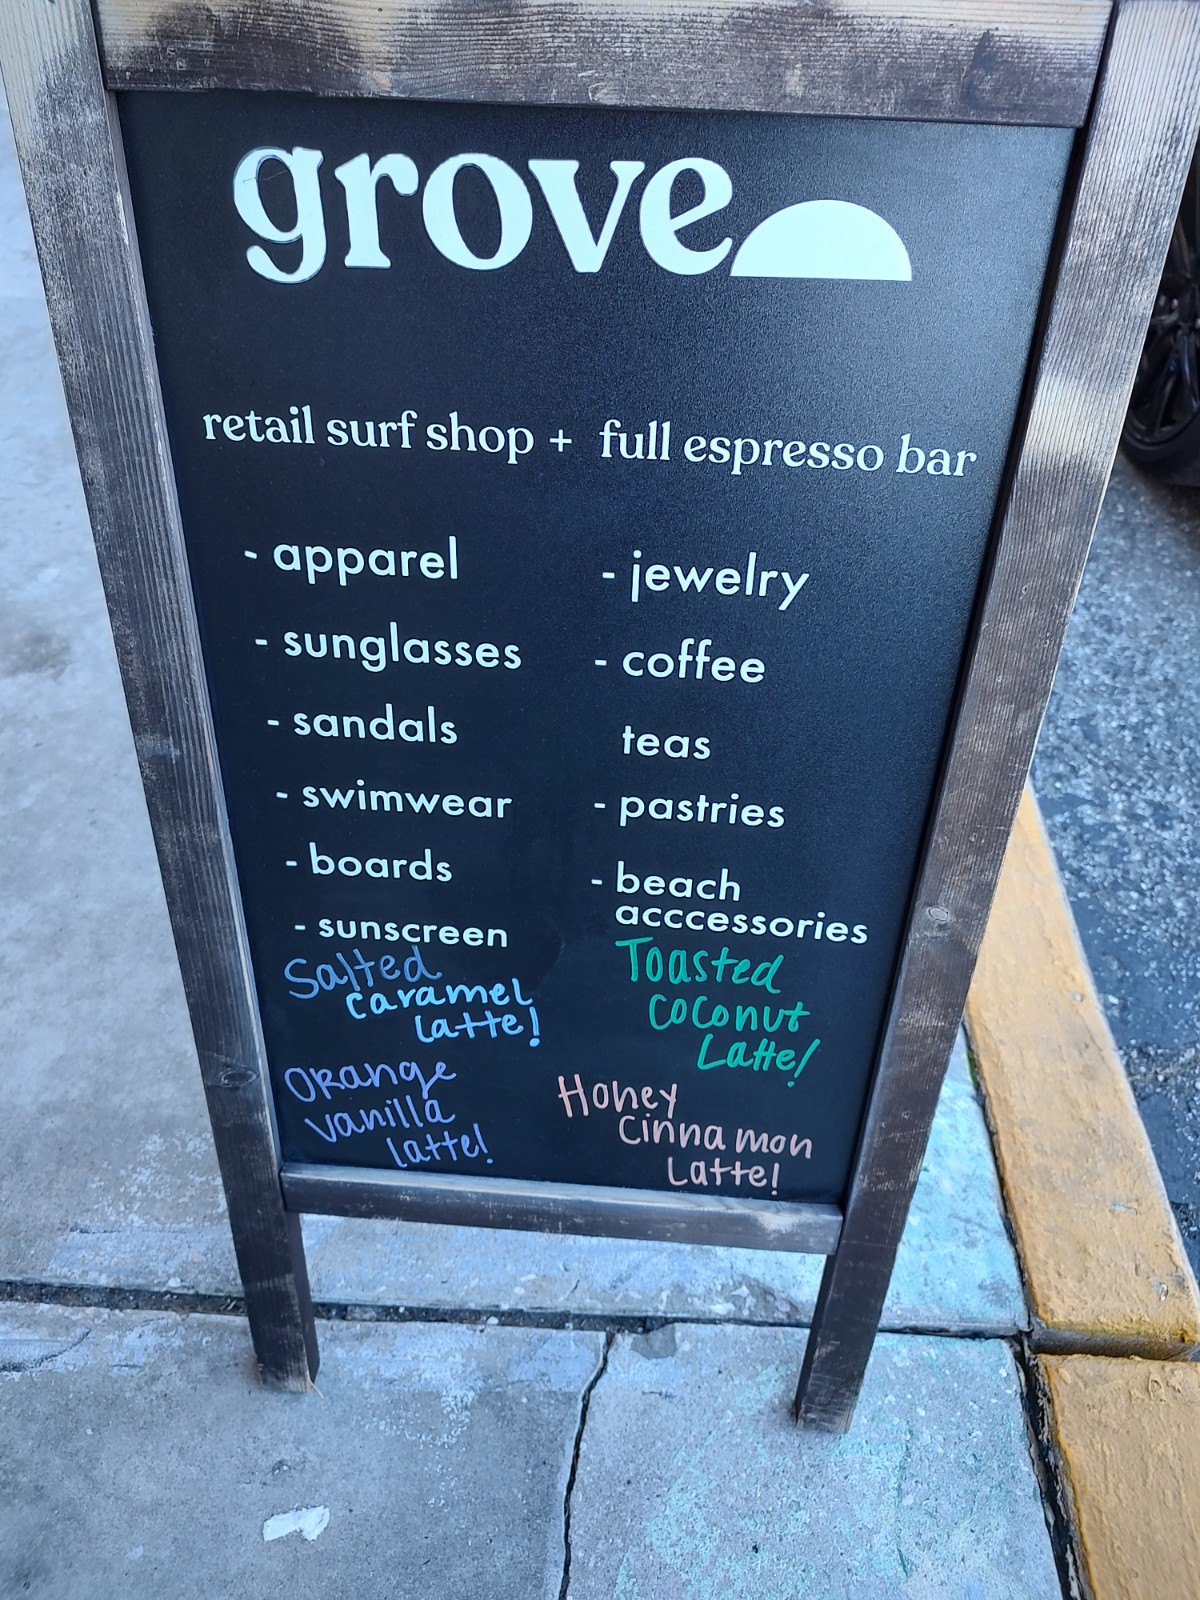 grove
retail surf shop + full espresso bar
- apparel
- sunglasses
- sandals
- swimwear
- boards
- sunscreen
- jewelry
- coffee
teas
- pastries
- beach
acccessories
Salted
caramel
Latte!
Toasted
coconut
Latte!
Orange
vanilla
latte!
Honey
Cinnamon
Latte!